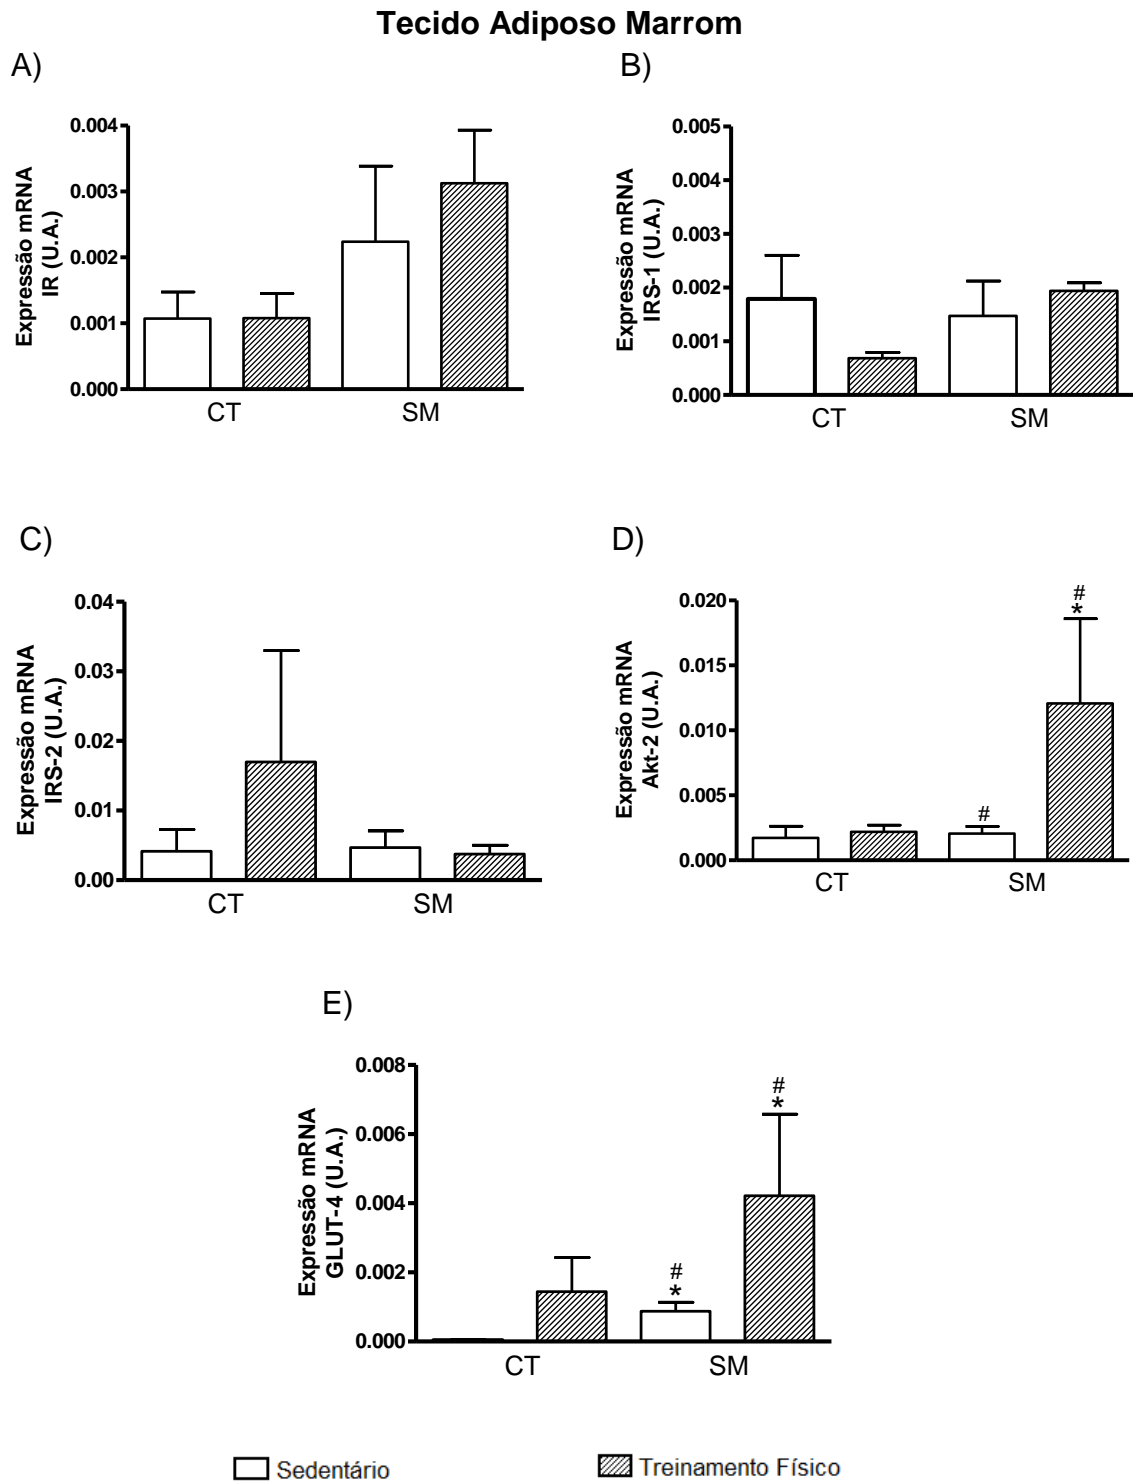 Tecido Adiposo Marrom
A)
Expressão mRNA
IR (U.A.)
0.004
0.003
0.002
0.001
0.000
CT SM
B)
Expressão mRNA
IRS-1 (U.A.)
0.005
0.004
0.003
0.002
0.001
0.000
CT SM
C)
Expressão mRNA
IRS-2 (U.A.)
0.04
0.03
0.02
0.01
0.00
CT SM
D)
Expressão mRNA
Akt-2 (U.A.)
0.020
0.015
0.010
0.005
0.000
#
#
*
CT SM
E)
Expressão mRNA
GLUT-4 (U.A.)
0.008
0.006
0.004
0.002
0.000
#
*
#
*
CT SM
Sedentário Treinamento Físico